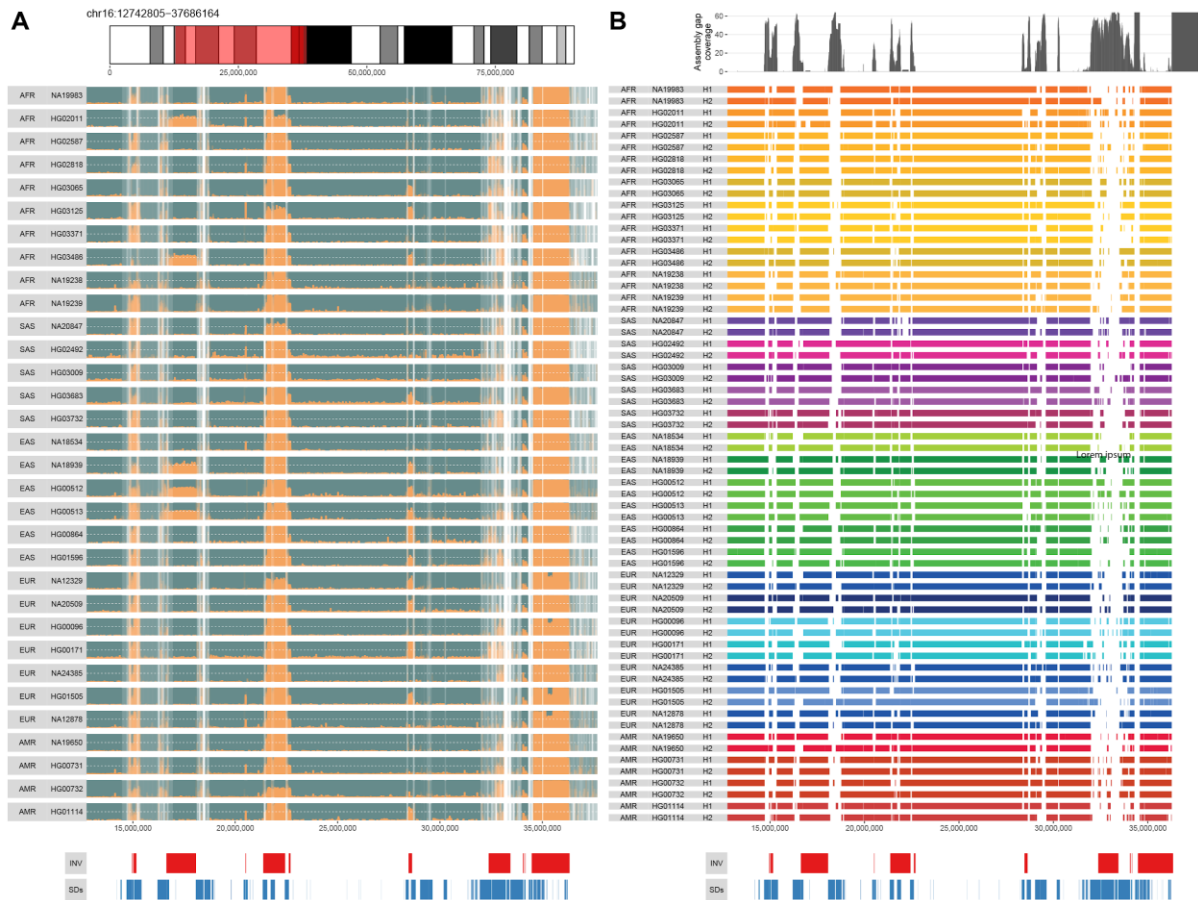 A
chr16:12742805−37686164
0 25,000,000 50,000,000 75,000,000
AFR NA19983
AFR HG02011
AFR HG02587
AFR HG02818
AFR HG03065
AFR HG03125
AFR HG03371
AFR HG03486
AFR NA19238
AFR NA19239
SAS NA20847
SAS HG02492
SAS HG03009
SAS HG03683
SAS HG03732
EAS NA18534
EAS NA18939
EAS HG00512
EAS HG00513
EAS HG00864
EAS HG01596
EUR NA12329
EUR NA20509
EUR HG00096
EUR HG00171
EUR NA24385
EUR HG01505
EUR NA12878
AMR NA19650
AMR HG00731
AMR HG00732
AMR HG01114
15,000,000 20,000,000 25,000,000 30,000,000 35,000,000
INV
SDs
B
Assembly gap
coverage
60
40
20
0
AFR NA19983 H1
AFR NA19983 H2
AFR HG02011 H1
AFR HG02011 H2
AFR HG02587 H1
AFR HG02587 H2
AFR HG02818 H1
AFR HG02818 H2
AFR HG03065 H1
AFR HG03065 H2
AFR HG03125 H1
AFR HG03125 H2
AFR HG03371 H1
AFR HG03371 H2
AFR HG03486 H1
AFR HG03486 H2
AFR NA19238 H1
AFR NA19238 H2
AFR NA19239 H1
AFR NA19239 H2
SAS NA20847 H1
SAS NA20847 H2
SAS HG02492 H1
SAS HG02492 H2
SAS HG03009 H1
SAS HG03009 H2
SAS HG03683 H1
SAS HG03683 H2
SAS HG03732 H1
SAS HG03732 H2
EAS NA18534 H1
EAS NA18534 H2
Lorem ipsum
EAS NA18939 H1
EAS NA18939 H2
EAS HG00512 H1
EAS HG00512 H2
EAS HG00513 H1
EAS HG00513 H2
EAS HG00864 H1
EAS HG00864 H2
EAS HG01596 H1
EAS HG01596 H2
EUR NA12329 H1
EUR NA12329 H2
EUR NA20509 H1
EUR NA20509 H2
EUR HG00096 H1
EUR HG00096 H2
EUR HG00171 H1
EUR HG00171 H2
EUR NA24385 H1
EUR NA24385 H2
EUR HG01505 H1
EUR HG01505 H2
EUR NA12878 H1
EUR NA12878 H2
AMR NA19650 H1
AMR NA19650 H2
AMR HG00731 H1
AMR HG00731 H2
AMR HG00732 H1
AMR HG00732 H2
AMR HG01114 H1
AMR HG01114 H2
15,000,000 20,000,000 25,000,000 30,000,000 35,000,000
INV
SDs